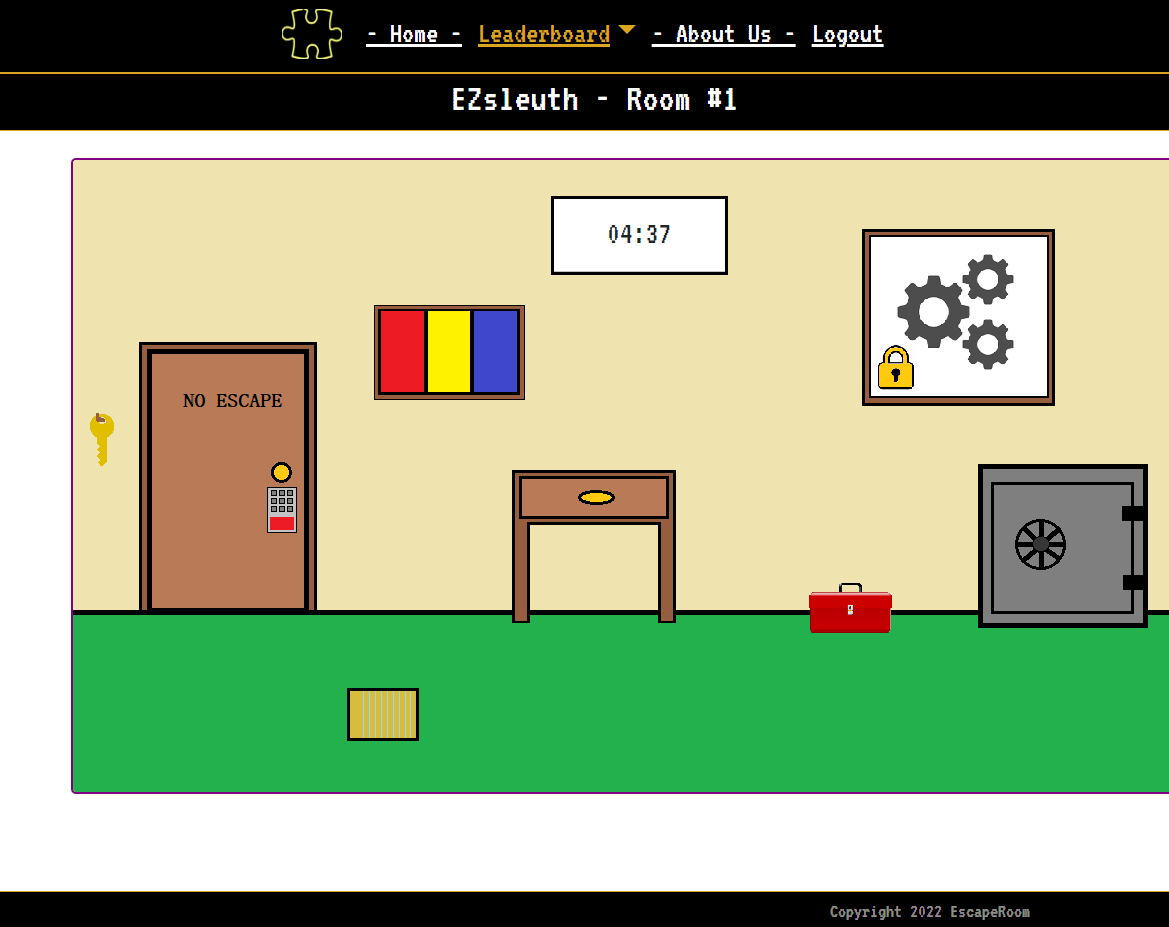 - Home - Leaderboard - About Us - Logout
EZsleuth - Room #1
04:37
NO ESCAPE
Copyright 2022 EscapeRoom